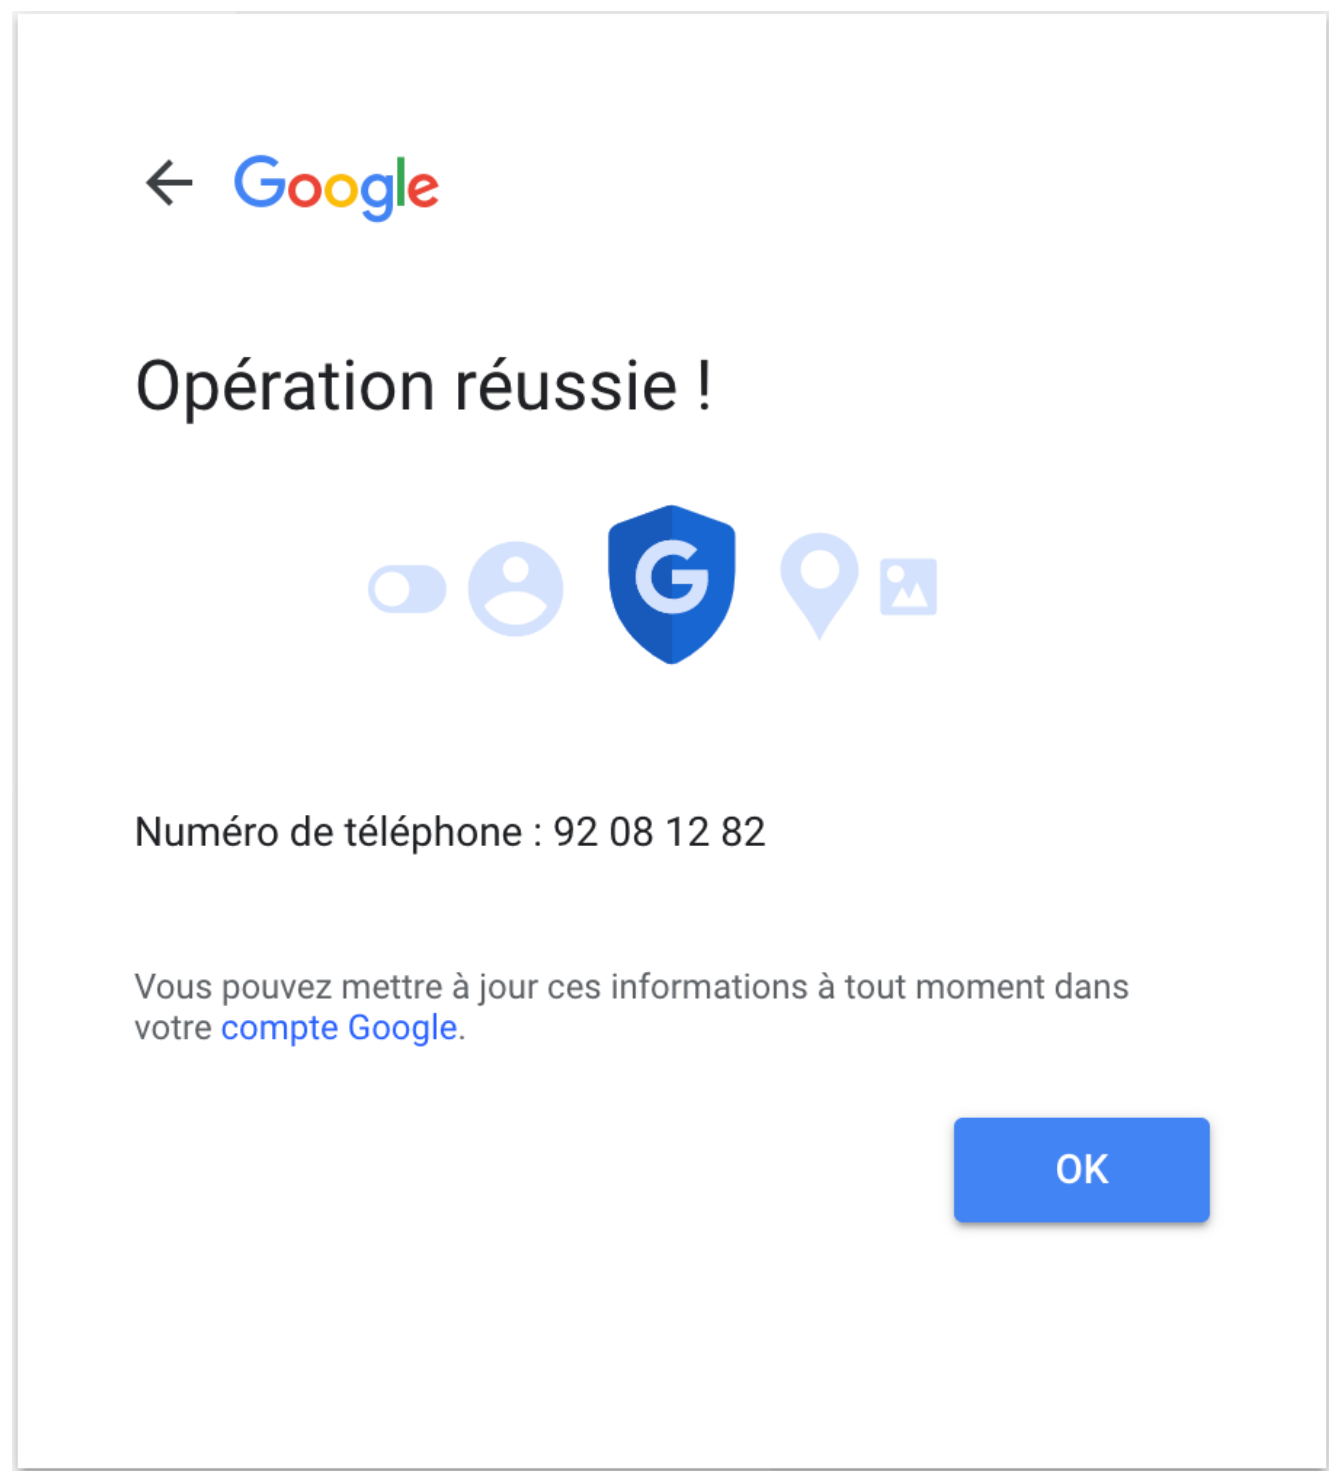 Google
Opération réussie !
G
Numéro de téléphone : 92 08 12 82
Vous pouvez mettre à jour ces informations à tout moment dans
votre compte Google.
OK